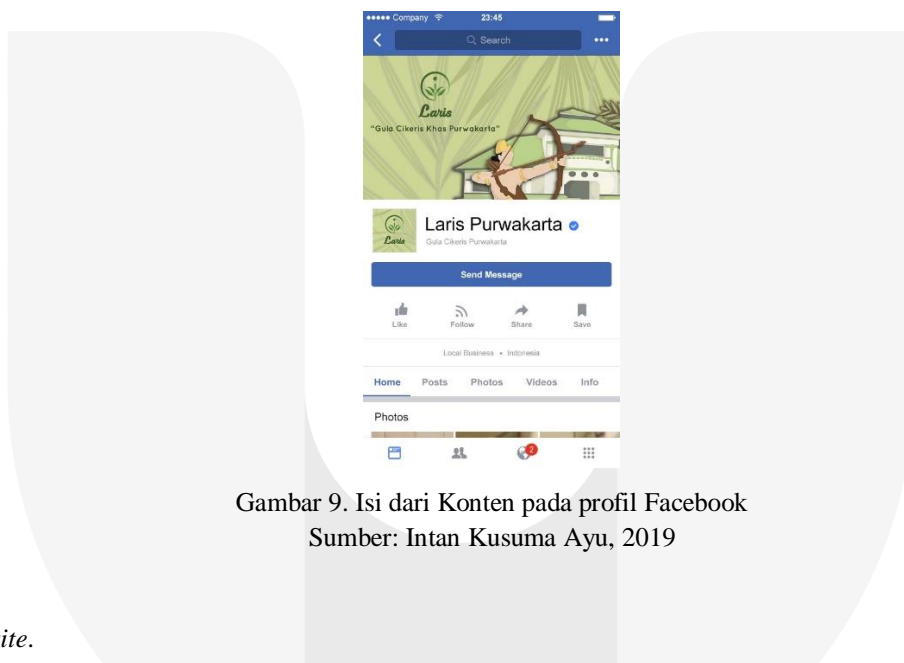 Company 23:45
Search
Laris
"Gula Cikeris Khas Purwakarta"
Laris
Laris Purwakarta
Gula Cikeris Purwakarta
Send Message
Like Follow Share Save
Local Business • Indonesia
Home Posts Photos Videos Info
Photos
2
Gambar 9. Isi dari Konten pada profil Facebook
Sumber: Intan Kusuma Ayu, 2019
ite.